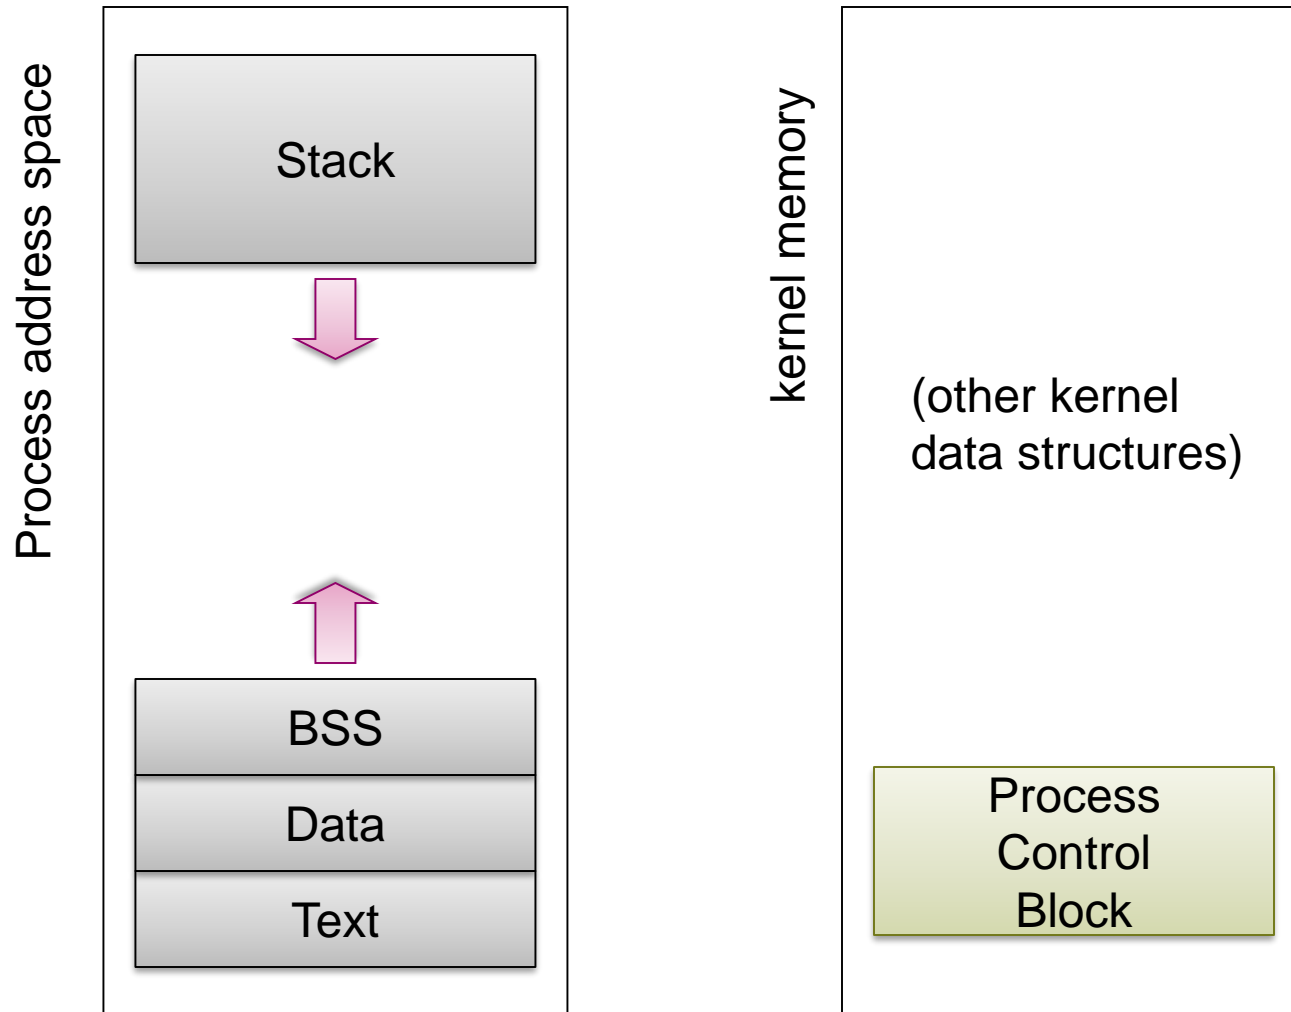 Process address space
Stack
BSS
Data
Text
kernel memory
(other kernel
data structures)
Process
Control
Block